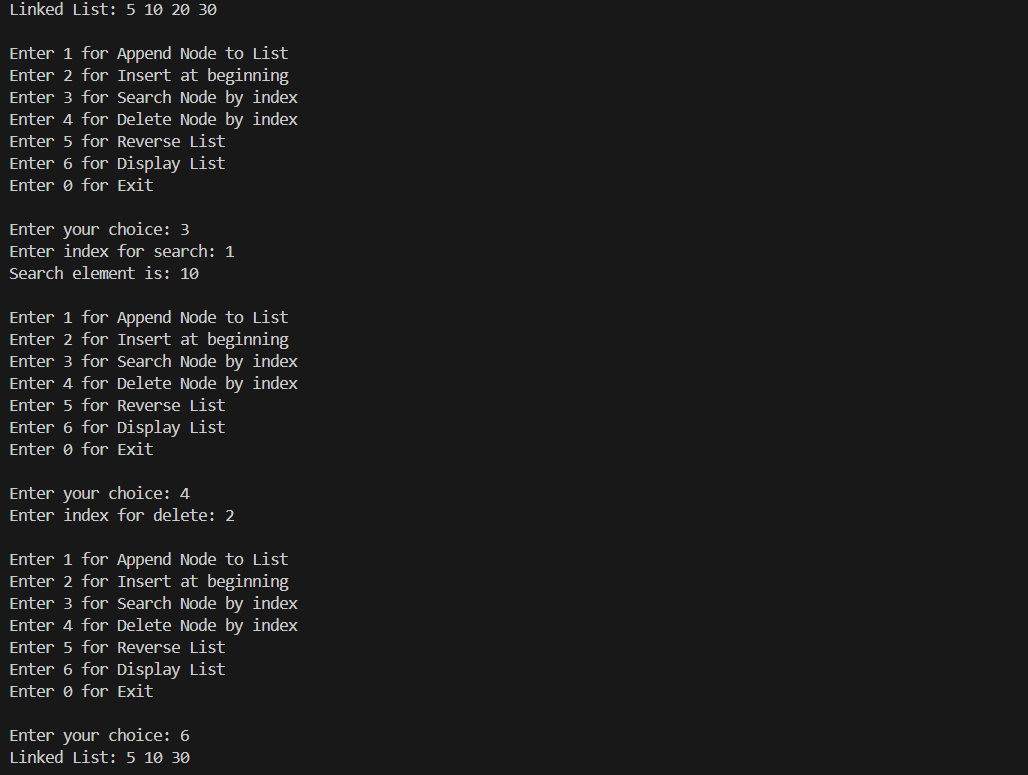 Linked List: 5 10 20 30
Enter 1 for Append Node to List
Enter 2 for Insert at beginning
Enter 3 for Search Node by index
Enter 4 for Delete Node by index
Enter 5 for Reverse List
Enter 6 for Display List
Enter 0 for Exit
Enter your choice: 3
Enter index for search: 1
Search element is: 10
Enter 1 for Append Node to List
Enter 2 for Insert at beginning
Enter 3 for Search Node by index
Enter 4 for Delete Node by index
Enter 5 for Reverse List
Enter 6 for Display List
Enter 0 for Exit
Enter your choice: 4
Enter index for delete: 2
Enter 1 for Append Node to List
Enter 2 for Insert at beginning
Enter 3 for Search Node by index
Enter 4 for Delete Node by index
Enter 5 for Reverse List
Enter 6 for Display List
Enter 0 for Exit
Enter your choice: 6
Linked List: 5 10 30